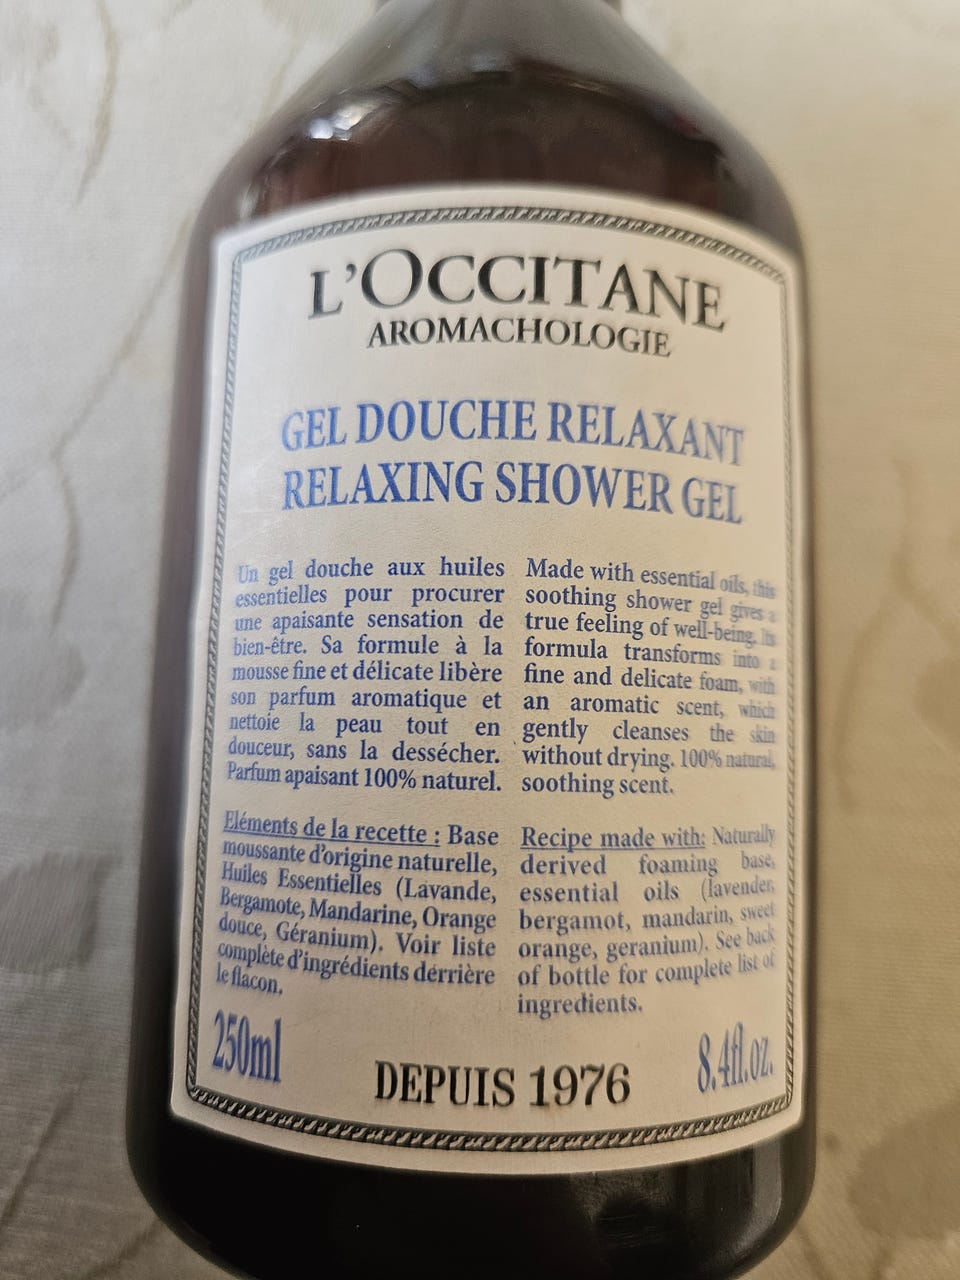 L'OCCITANE
AROMACHOLOGIE
GEL DOUCHE RELAXANT
RELAXING SHOWER GEL
Un gel douche aux huiles
essentielles pour procurer
une apaisante sensation de
bien-être. Sa formule à la
mousse fine et délicate libère
son parfum aromatique et
nettoie la peau tout en
douceur, sans la dessécher.
Parfum apaisant 100% naturel.
Eléments de la recette : Base
moussante d'origine naturelle,
Huiles Essentielles (Lavande,
Bergamote, Mandarine, Orange
douce, Géranium). Voir liste
complète d'ingrédients derrière
le flacon.
Made with essential oils, this
soothing shower gel gives a
true feeling of well-being. Its
formula transforms into a
fine and delicate foam, with
an aromatic scent, which
gently cleanses the skin
without drying. 100% natural,
soothing scent.
Recipe made with: Naturally
derived foaming base,
essential oils (lavender,
bergamot, mandarin, sweet
orange, geranium). See back
of bottle for complete list of
ingredients.
250ml
DEPUIS 1976
8.4fl.oz.